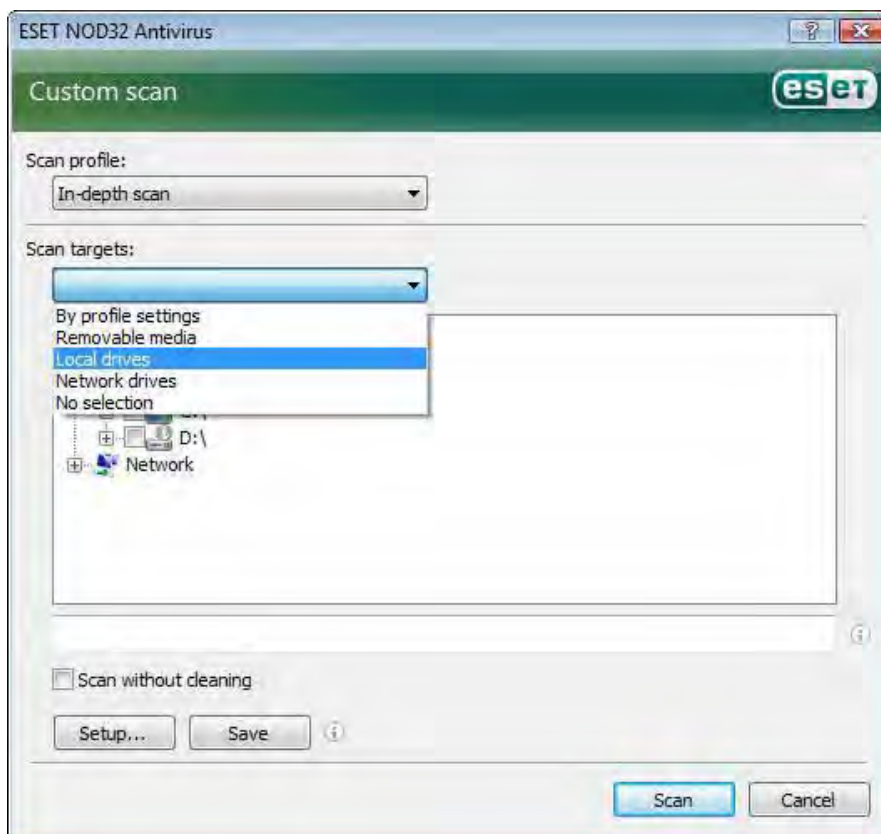 ESET NOD32 Antivirus
Custom scan
eseT
Scan profile:
In-depth scan
Scan targets:
By profile settings
Removable media
Local drives
Network drives
No selection
D:\
Network
Scan without cleaning
Setup...
Save
Scan
Cancel